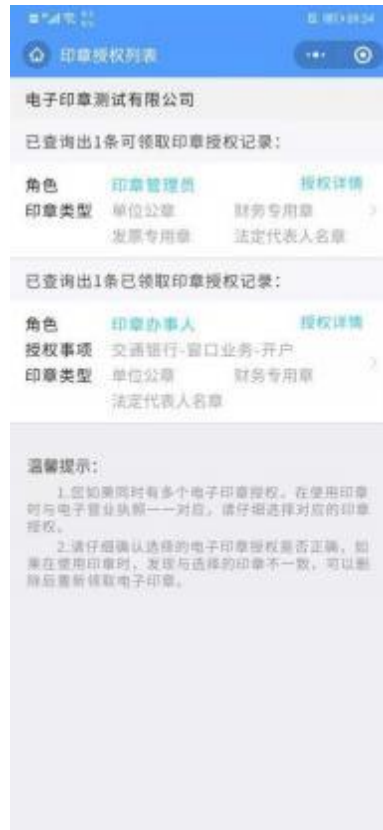 印章授权列表
电子印章测试有限公司
已查询出1条可领取印章授权记录：
角色 印章管理员 授权详情
印章类型 单位公章 财务专用章
发票专用章 法定代表人名章
已查询出1条已领取印章授权记录：
角色 印章办事人 授权详情
授权事项 交通银行-窗口业务-开户
印章类型 单位公章 财务专用章
法定代表人名章
温馨提示：
1.您如果同时有多个电子印章授权，在使用印章
时与电子营业执照一一对应，请仔细选择对应的印章
授权。
2.请仔细确认选择的电子印章授权是否正确，如
果在使用印章时，发现与选择的印章不一致，可以删
除后重新领取电子印章。